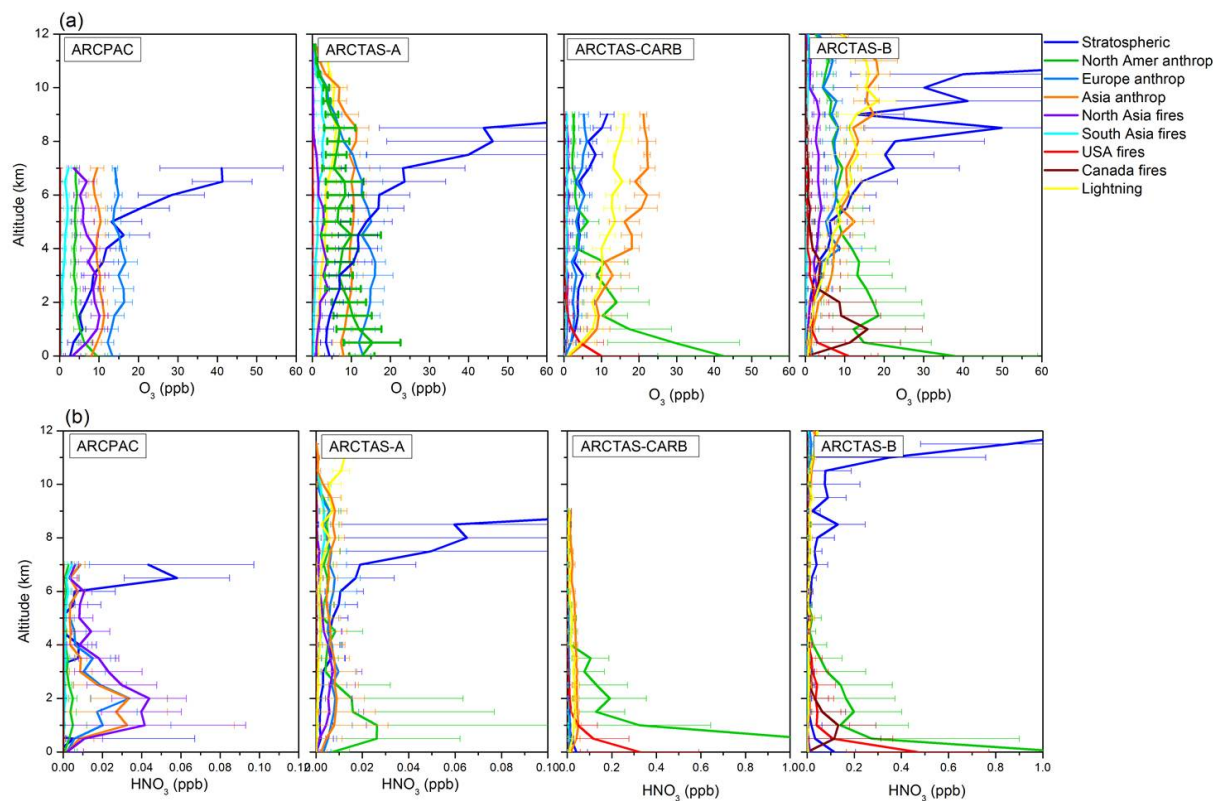 (a)
ARCPAC
ARCTAS-A
ARCTAS-CARB
ARCTAS-B
Stratospheric
North Amer anthrop
Europe anthrop
Asia anthrop
North Asia fires
South Asia fires
USA fires
Canada fires
Lightning
Altitude (km)
12
10
8
6
4
2
0
0 10 20 30 40 50 60
0 10 20 30 40 50 60
0 10 20 30 40 50 60
0 10 20 30 40 50 60
O₃ (ppb)
O₃ (ppb)
O₃ (ppb)
O₃ (ppb)
(b)
ARCPAC
ARCTAS-A
ARCTAS-CARB
ARCTAS-B
Altitude (km)
12
10
8
6
4
2
0
0.00 0.02 0.04 0.06 0.08 0.10
0.00 0.02 0.04 0.06 0.08 0.10
0.0 0.2 0.4 0.6 0.8 1.0
0.0 0.2 0.4 0.6 0.8 1.0
HNO₃ (ppb)
HNO₃ (ppb)
HNO₃ (ppb)
HNO₃ (ppb)